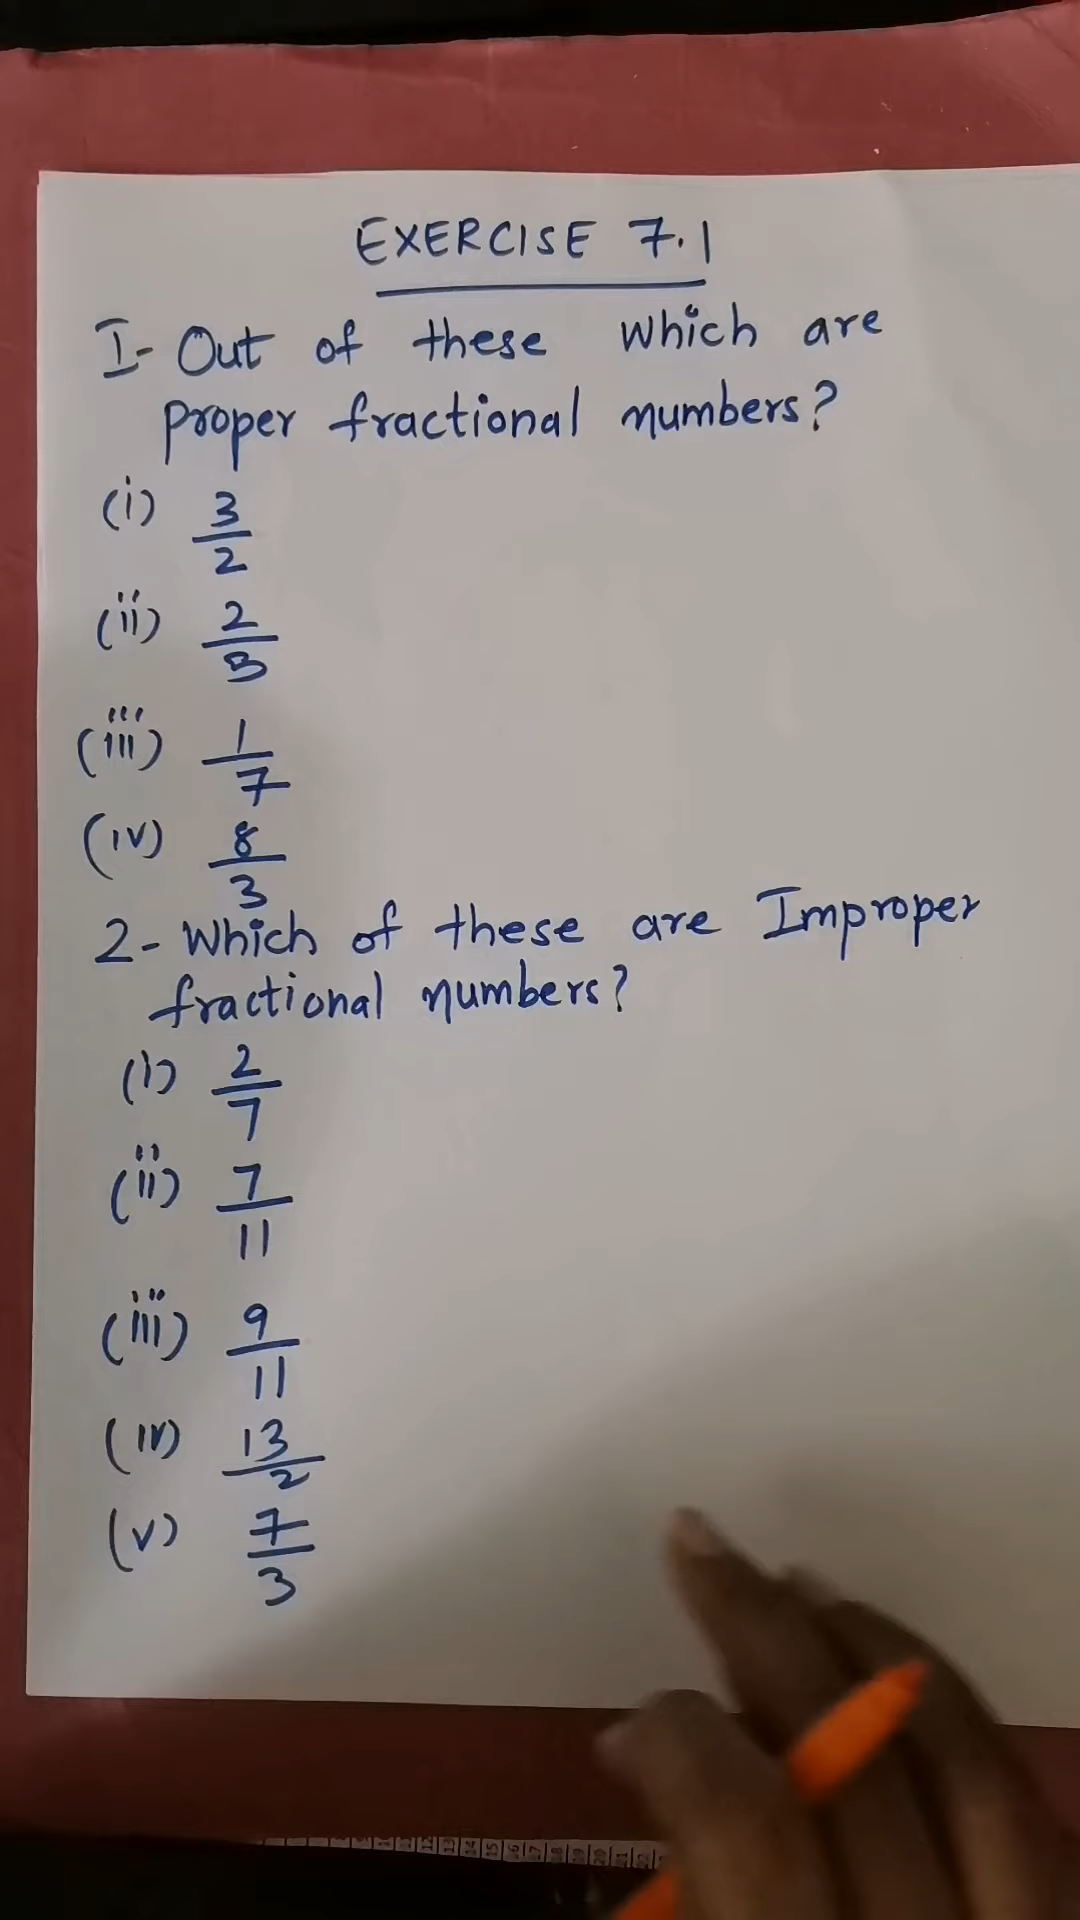 EXERCISE 7.1
I- Out of these which are
proper fractional numbers?
(i) 3/2
(ii) 2/3
(iii) 1/7
(iv) 8/3
2- Which of these are Improper
fractional numbers?
(i) 2/7
(ii) 7/11
(iii) 9/11
(iv) 13/2
(v) 7/3